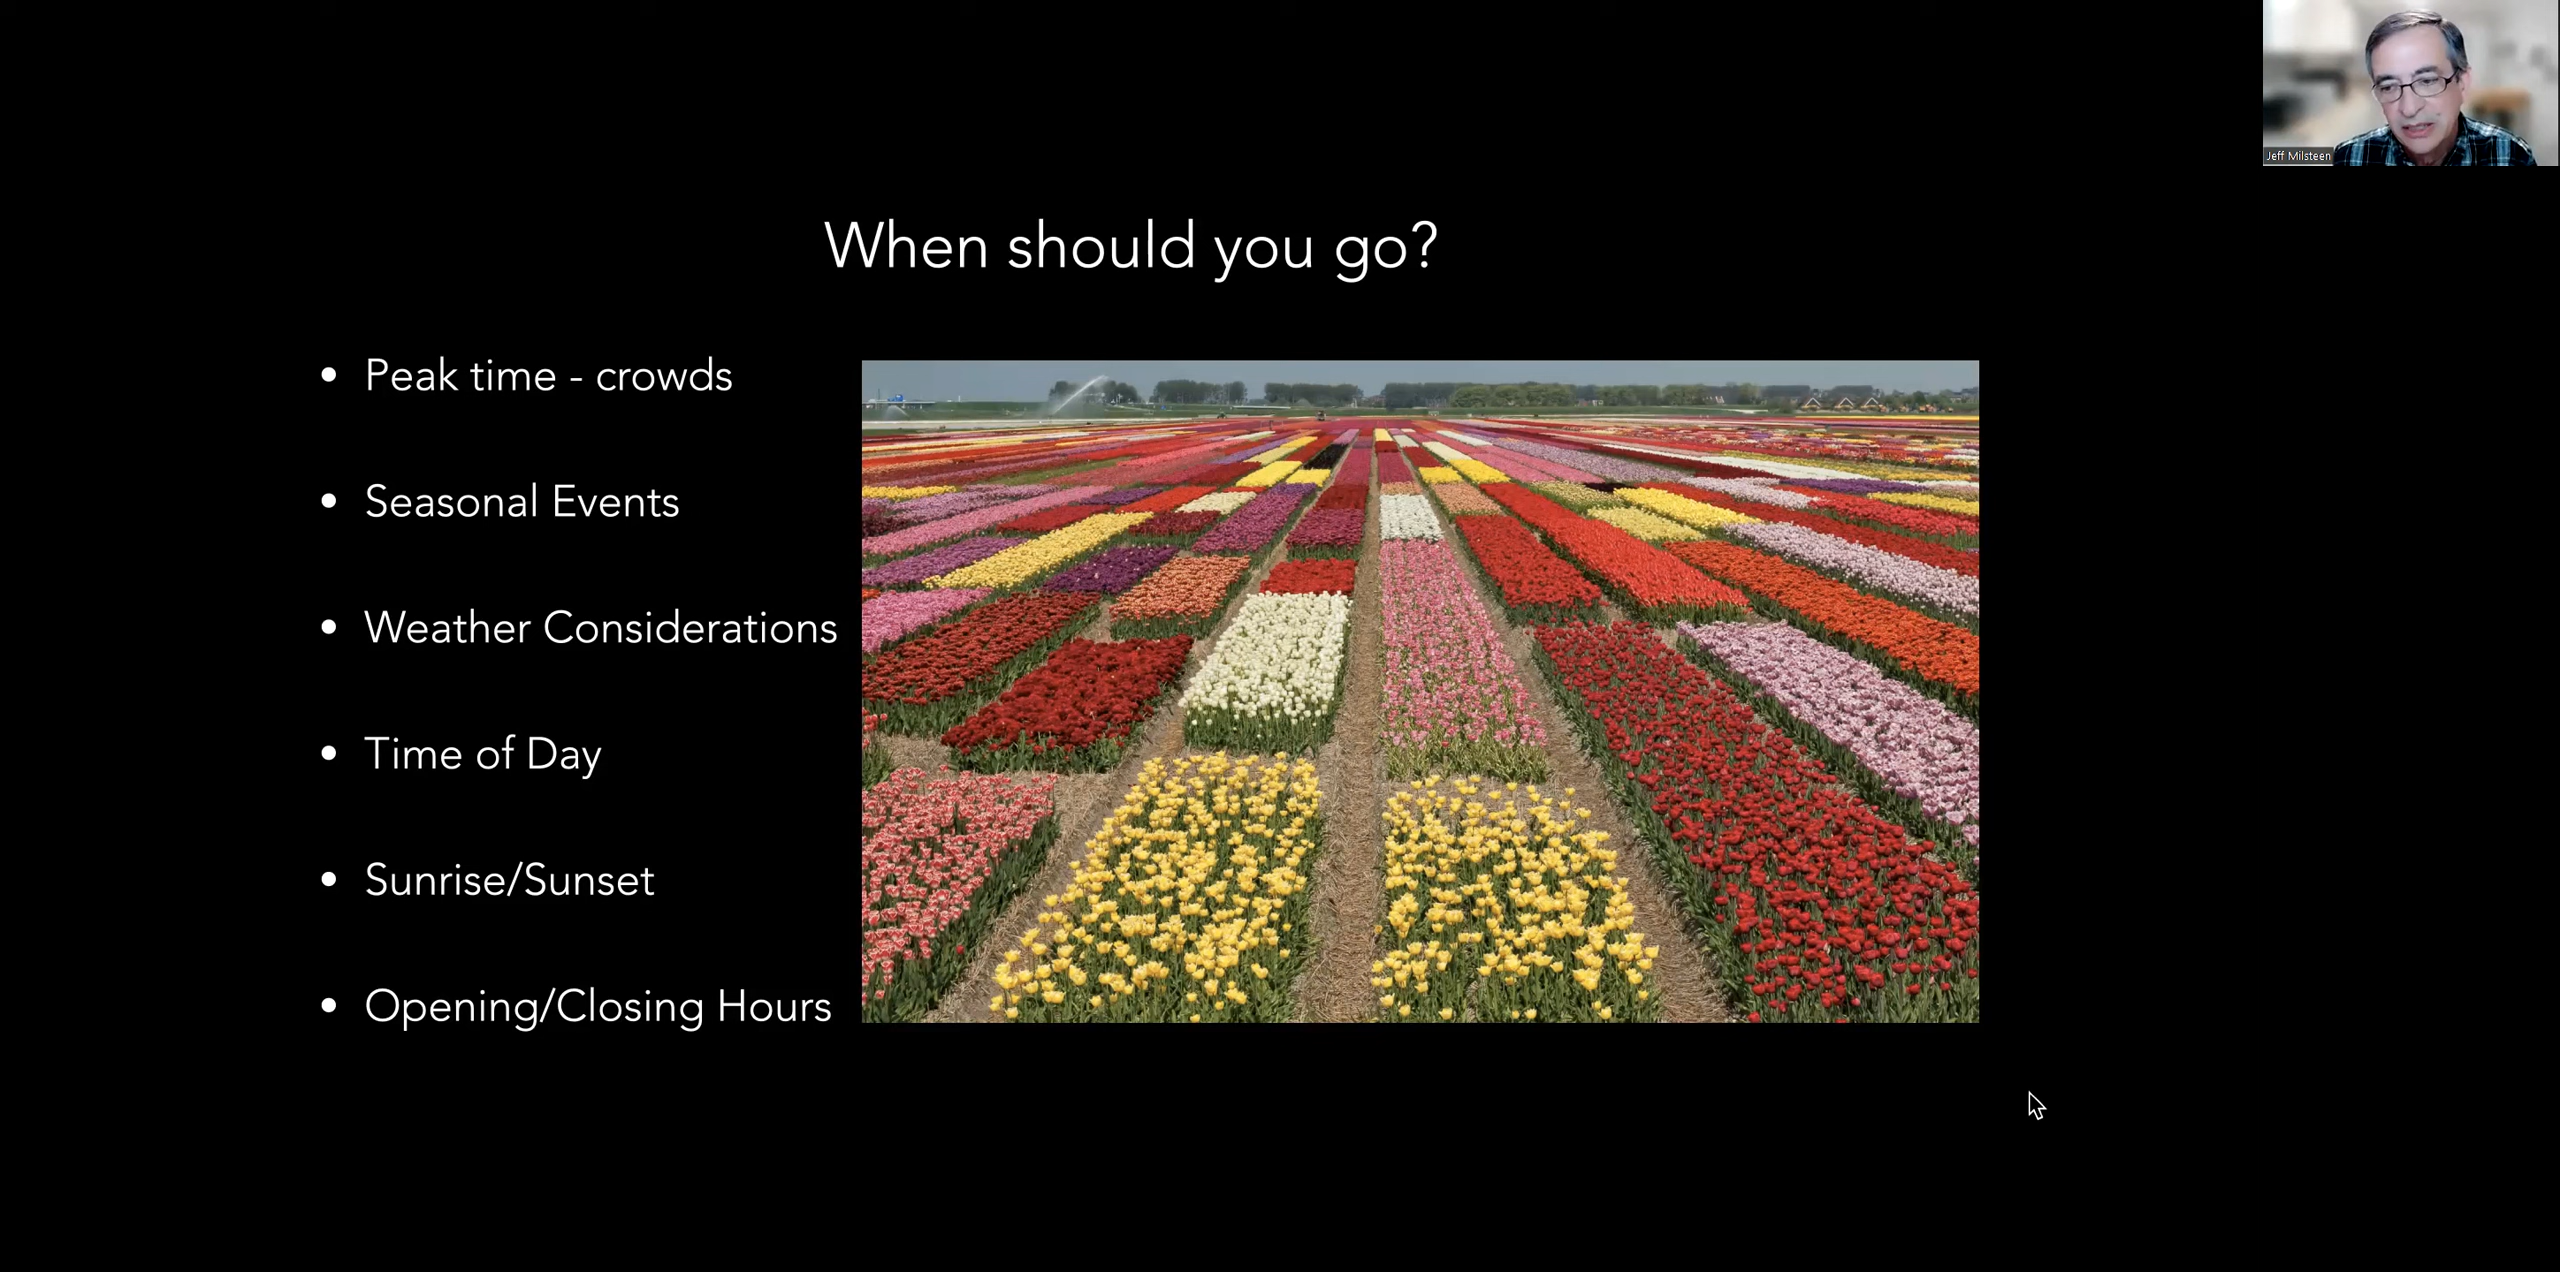 Jeff Milsteen
When should you go?
• Peak time - crowds
• Seasonal Events
• Weather Considerations
• Time of Day
• Sunrise/Sunset
• Opening/Closing Hours